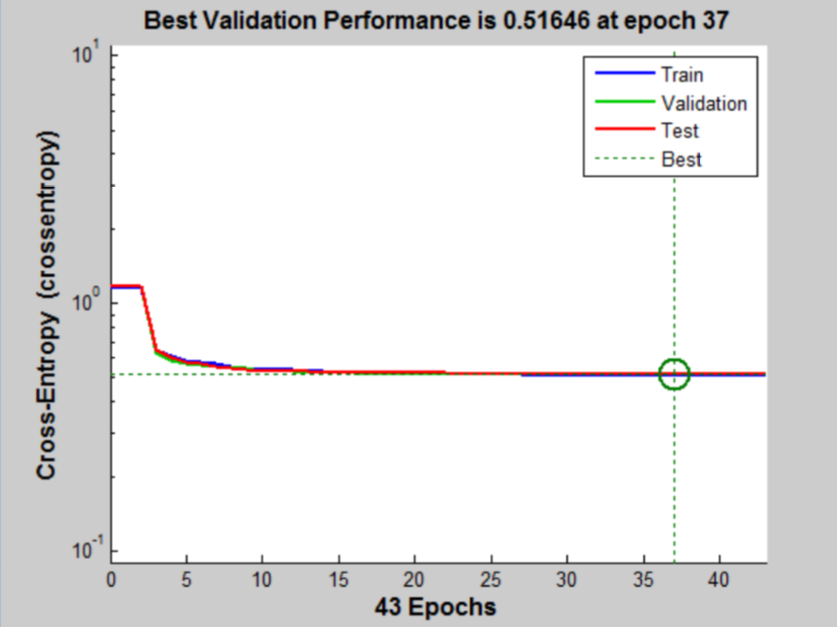 Best Validation Performance is 0.51646 at epoch 37
Cross-Entropy (crossentropy)
10^1
10^0
10^-1
Train
Validation
Test
Best
0 5 10 15 20 25 30 35 40
43 Epochs